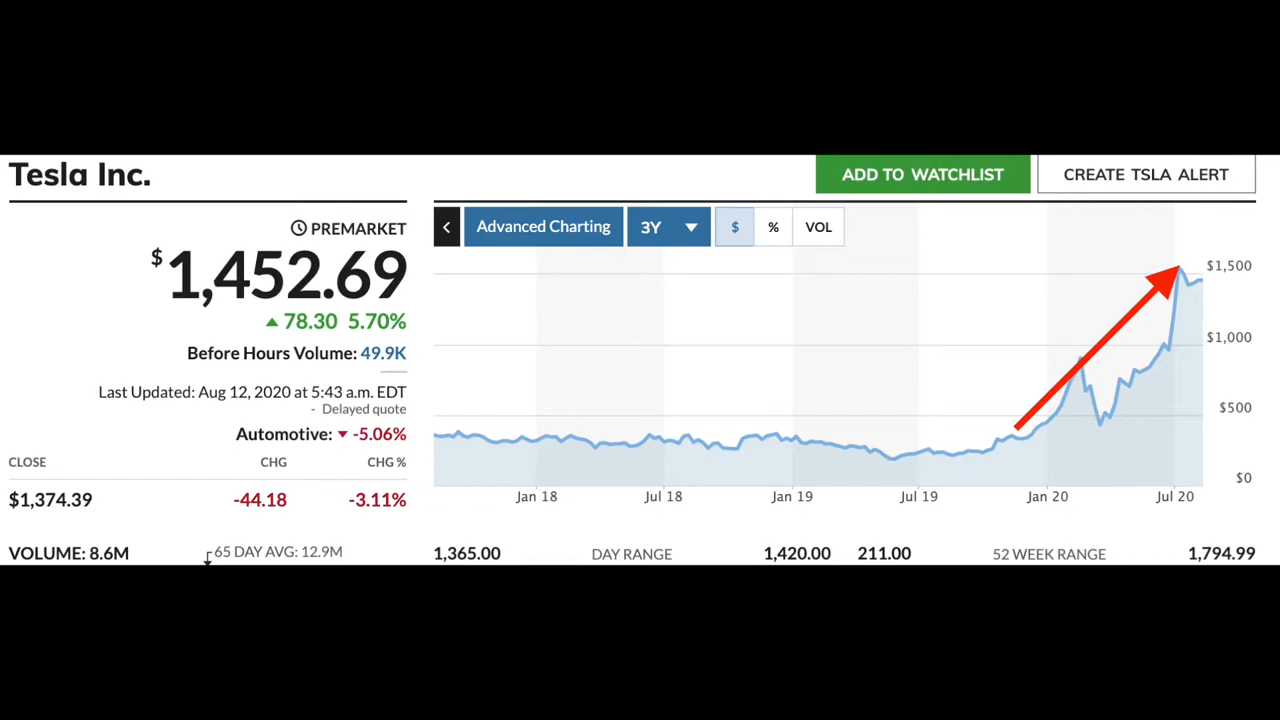 Tesla Inc.
ADD TO WATCHLIST
CREATE TSLA ALERT
PREMARKET
$1,452.69
78.30 5.70%
Before Hours Volume: 49.9K
Last Updated: Aug 12, 2020 at 5:43 a.m. EDT
- Delayed quote
Automotive: -5.06%
CLOSE CHG CHG %
$1,374.39 -44.18 -3.11%
VOLUME: 8.6M 65 DAY AVG: 12.9M
Advanced Charting 3Y $ % VOL
$1,500
$1,000
$500
$0
Jan 18 Jul 18 Jan 19 Jul 19 Jan 20 Jul 20
1,365.00 DAY RANGE 1,420.00 211.00 52 WEEK RANGE 1,794.99